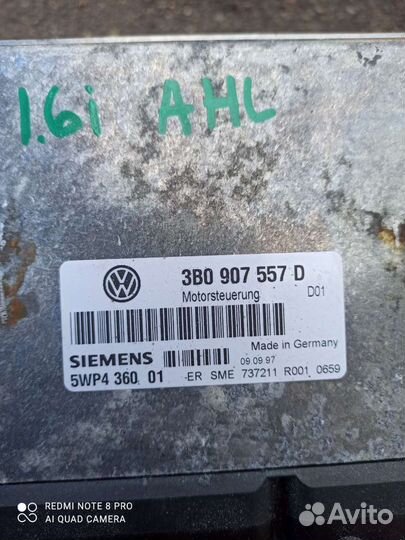 1.6i AHL
3B0 907 557 D
Motorsteuerung D01
SIEMENS 09.09.97 Made in Germany
5WP4 360 01 -ER SME 737211 R001 0659
REDMI NOTE 8 PRO
AI QUAD CAMERA
Avito